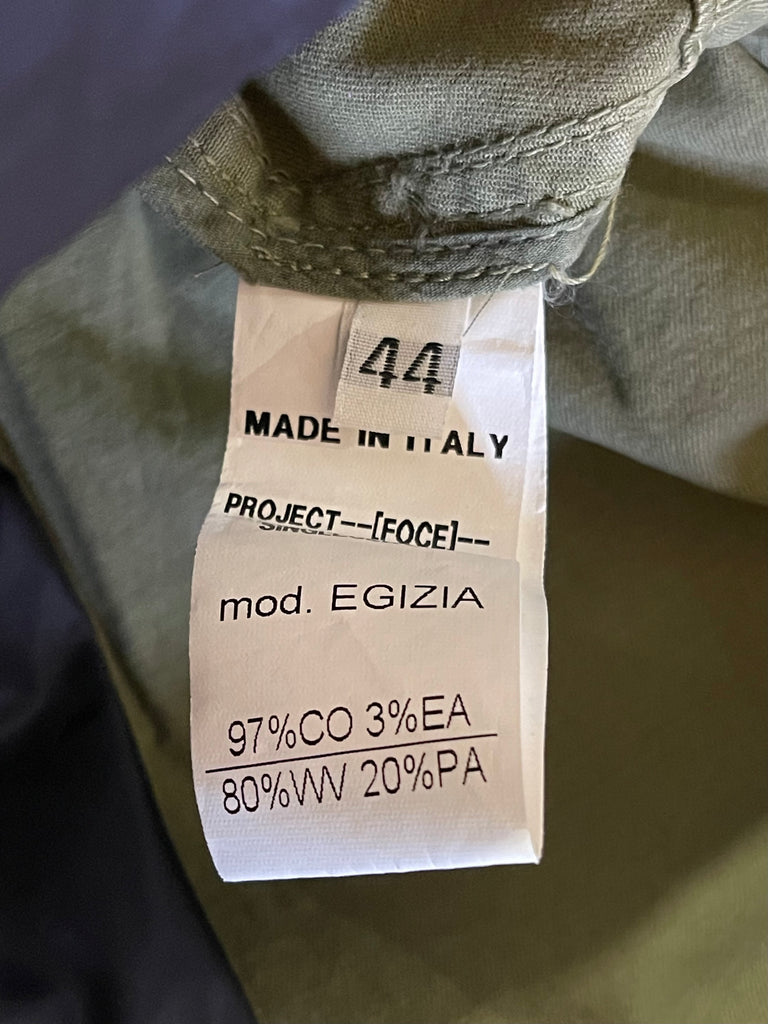 44
MADE IN ITALY
PROJECT--[FOCE]--
mod. EGIZIA
97%CO 3%EA
80%WV 20%PA